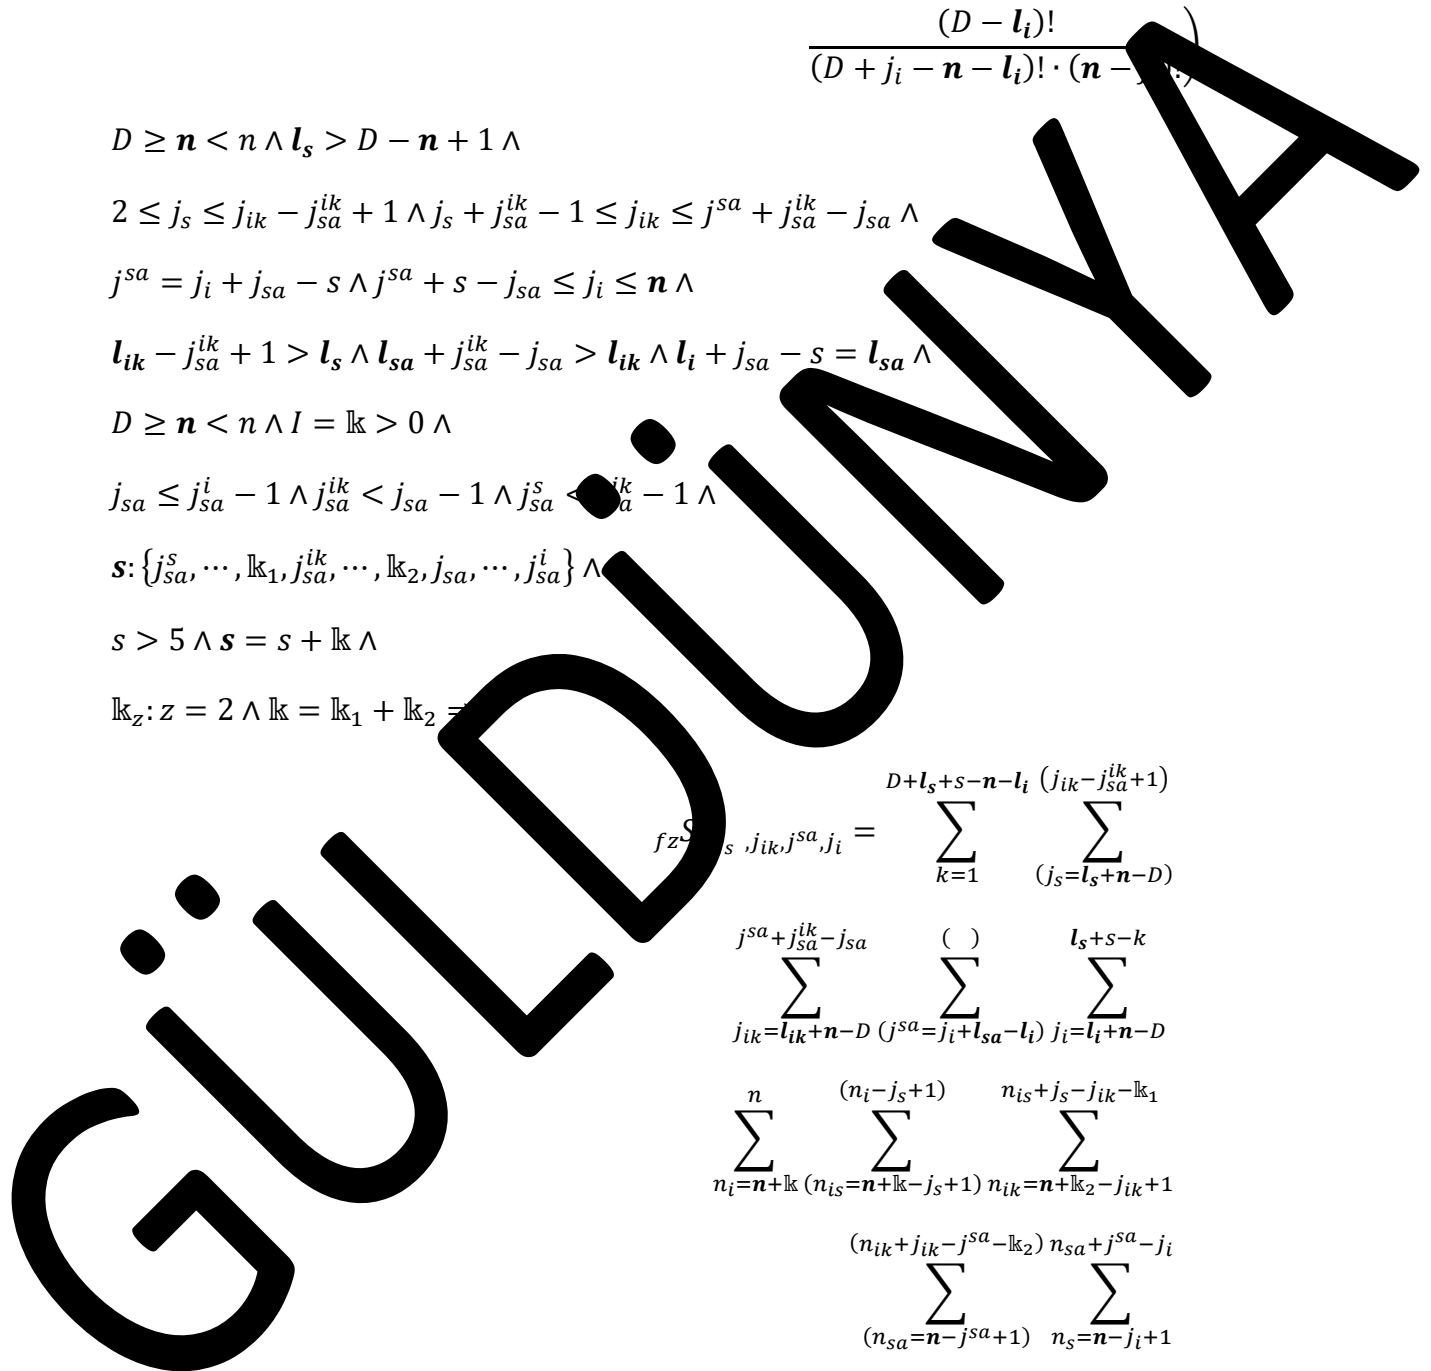 (D − l_i)!
(D + j_i − n − l_i)! · (n − )!)
D ≥ n < n ∧ l_s > D − n + 1 ∧
2 ≤ j_s ≤ j_ik − j_sa^ik + 1 ∧ j_s + j_sa^ik − 1 ≤ j_ik ≤ j^sa + j_sa^ik − j_sa ∧
j^sa = j_i + j_sa − s ∧ j^sa + s − j_sa ≤ j_i ≤ n ∧
l_ik − j_sa^ik + 1 > l_s ∧ l_sa + j_sa^ik − j_sa > l_ik ∧ l_i + j_sa − s = l_sa ∧
D ≥ n < n ∧ I = 𝕜 > 0 ∧
j_sa ≤ j_sa^i − 1 ∧ j_sa^ik < j_sa − 1 ∧ j_sa^s < j_sa^ik − 1 ∧
s: {j_sa^s, ⋯, 𝕜_1, j_sa^ik, ⋯, 𝕜_2, j_sa, ⋯, j_sa^i} ∧
s > 5 ∧ s = s + 𝕜 ∧
𝕜_z: z = 2 ∧ 𝕜 = 𝕜_1 + 𝕜_2 ⇒
D+l_s+s−n−l_i (j_ik−j_sa^ik+1)
fzS s ,j_ik,j^sa,j_i = ∑ ∑
k=1 (j_s=l_s+n−D)
j^sa+j_sa^ik−j_sa ( ) l_s+s−k
∑ ∑ ∑
j_ik=l_ik+n−D (j^sa=j_i+l_sa−l_i) j_i=l_i+n−D
n (n_i−j_s+1) n_is+j_s−j_ik−𝕜_1
∑ ∑ ∑
n_i=n+𝕜 (n_is=n+𝕜−j_s+1) n_ik=n+𝕜_2−j_ik+1
(n_ik+j_ik−j^sa−𝕜_2) n_sa+j^sa−j_i
∑ ∑
(n_sa=n−j^sa+1) n_s=n−j_i+1
GÜLDÜNYA